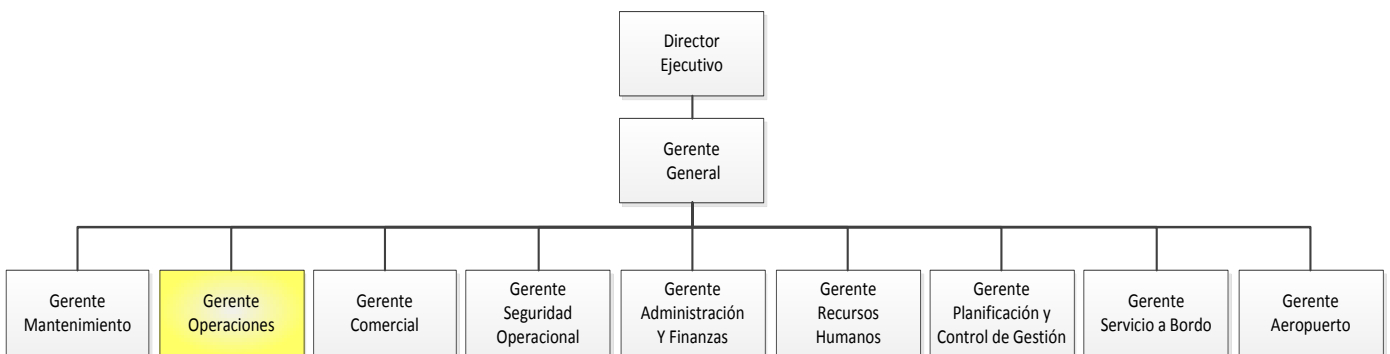 Director
Ejecutivo
Gerente
General
Gerente
Mantenimiento
Gerente
Operaciones
Gerente
Comercial
Gerente
Seguridad
Operacional
Gerente
Administración
Y Finanzas
Gerente
Recursos
Humanos
Gerente
Planificación y
Control de Gestión
Gerente
Servicio a Bordo
Gerente
Aeropuerto